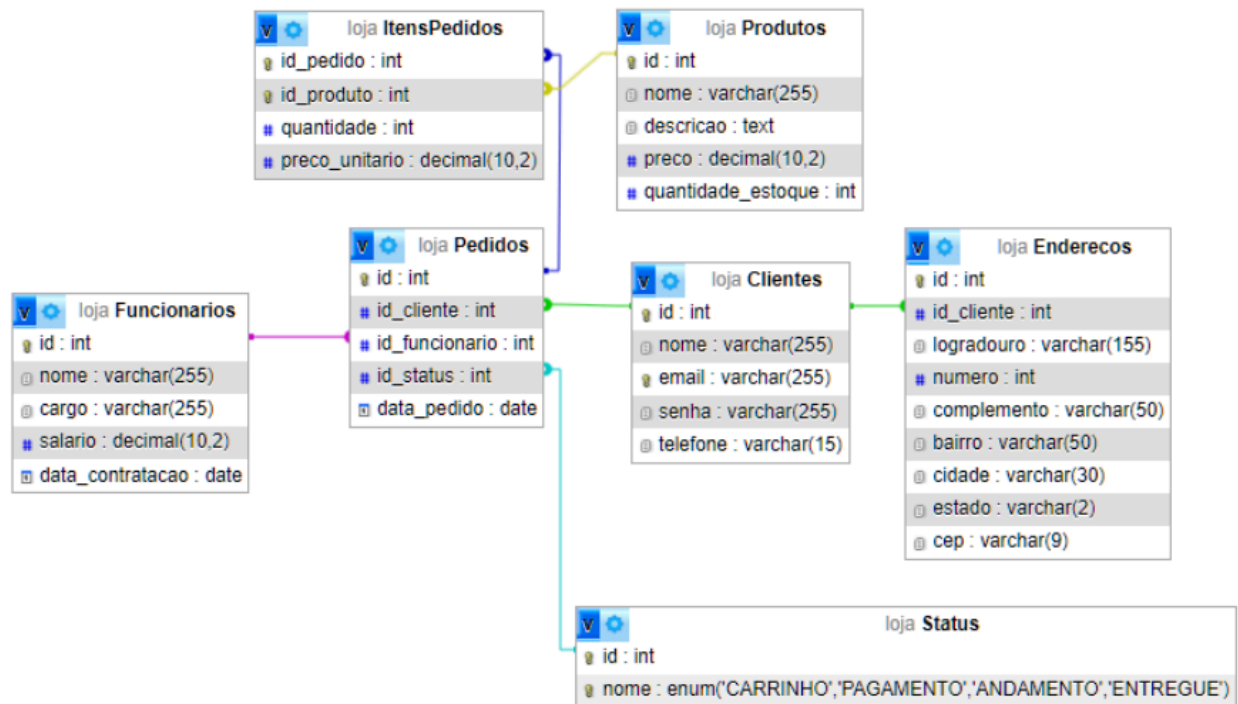 v loja ItensPedidos
id_pedido : int
id_produto : int
# quantidade : int
# preco_unitario : decimal(10,2)
v loja Produtos
id : int
nome : varchar(255)
descricao : text
# preco : decimal(10,2)
# quantidade_estoque : int
v loja Funcionarios
id : int
nome : varchar(255)
cargo : varchar(255)
# salario : decimal(10,2)
data_contratacao : date
v loja Pedidos
id : int
# id_cliente : int
# id_funcionario : int
# id_status : int
data_pedido : date
v loja Clientes
id : int
nome : varchar(255)
email : varchar(255)
senha : varchar(255)
telefone : varchar(15)
v loja Enderecos
id : int
# id_cliente : int
logradouro : varchar(155)
# numero : int
complemento : varchar(50)
bairro : varchar(50)
cidade : varchar(30)
estado : varchar(2)
cep : varchar(9)
v loja Status
id : int
nome : enum('CARRINHO','PAGAMENTO','ANDAMENTO','ENTREGUE')